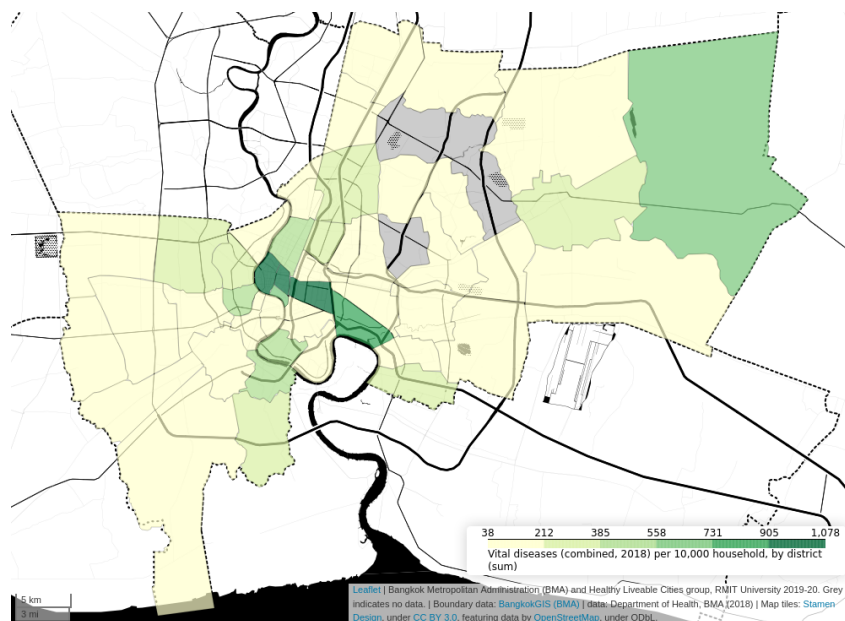 38 212 385 558 731 905 1,078
Vital diseases (combined, 2018) per 10,000 household, by district
(sum)
5 km
3 mi
Leaflet | Bangkok Metropolitan Administration (BMA) and Healthy Liveable Cities group, RMIT University 2019-20. Grey
indicates no data. | Boundary data: BangkokGIS (BMA) | data: Department of Health, BMA (2018) | Map tiles: Stamen
Design, under CC BY 3.0, featuring data by OpenStreetMap, under ODbL.